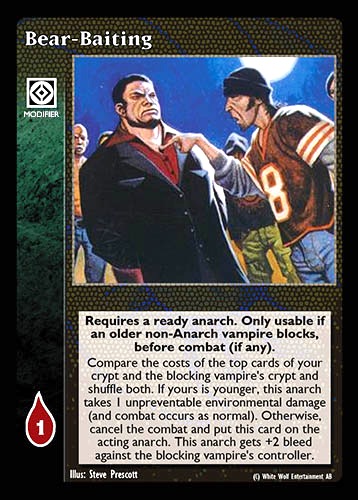 Bear-Baiting
MODIFIER
8
Requires a ready anarch. Only usable if
an older non-Anarch vampire blocks,
before combat (if any).
Compare the costs of the top cards of your
crypt and the blocking vampire's crypt and
shuffle both. If yours is younger, this anarch
takes 1 unpreventable environmental damage
(and combat occurs as normal). Otherwise,
cancel the combat and put this card on the
acting anarch. This anarch gets +2 bleed
against the blocking vampire's controller.
1
Illus: Steve Prescott
(C) White Wolf Entertainment AB